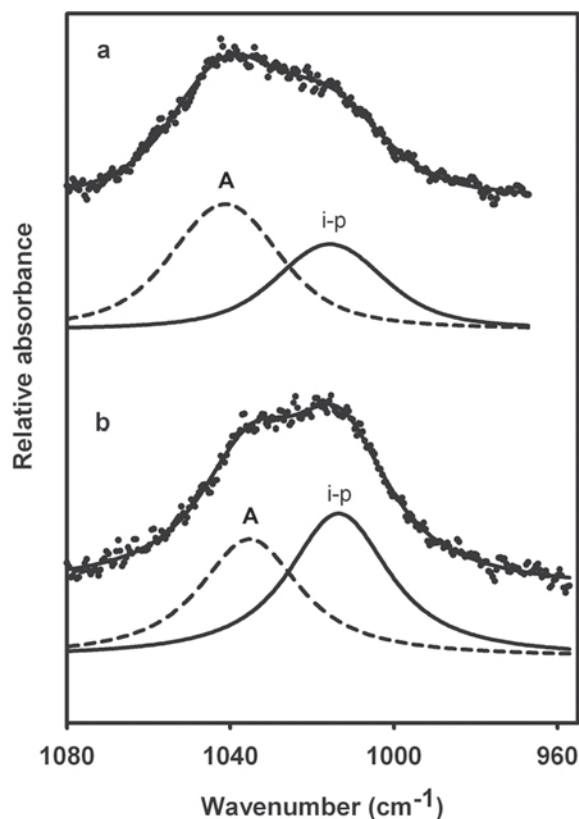 a
A
i-p
b
i-p
A
Relative absorbance
1080 1040 1000 960
Wavenumber (cm⁻¹)